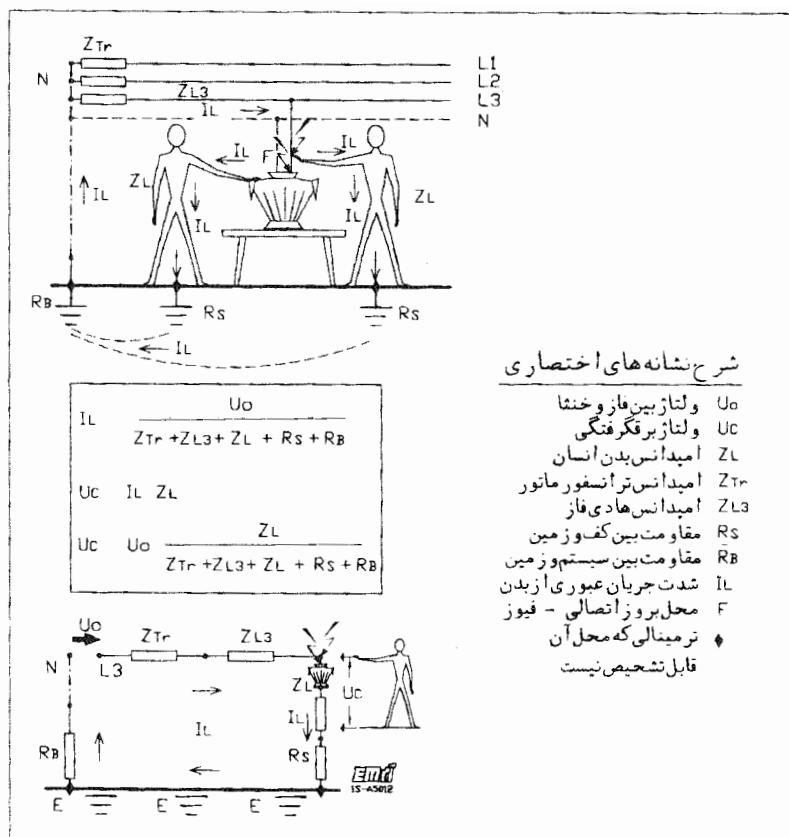 ZTr
L1
N
L2
ZL3
L3
IL
N
F
IL
IL
ZL
ZL
IL
IL
IL
RB
RS
RS
IL
شرح نشانه‌های اختصاری
Uo ولتاژ بین فاز و خنثا
Uc ولتاژ برقگرفتگی
ZL امپدانس بدن انسان
ZTr امپدانس ترانسفورماتور
ZL3 امپدانس هادی فاز
RS مقاومت بین کف و زمین
RB مقاومت بین سیستم و زمین
IL شدت جریان عبوری از بدن
F محل بروز اتصالی - فیوز
♦ ترمینالی که محل آن
قابل تشخیص نیست
IL Uo
ZTr +ZL3+ZL + RS+RB
Uc IL ZL
Uc Uo ZL
ZTr +ZL3+ ZL + RS+ RB
Uo
ZTr
ZL3
N
L3
ZL
Uc
IL
IL
RB
RS
EMRI
IS-A5012
E
E
E